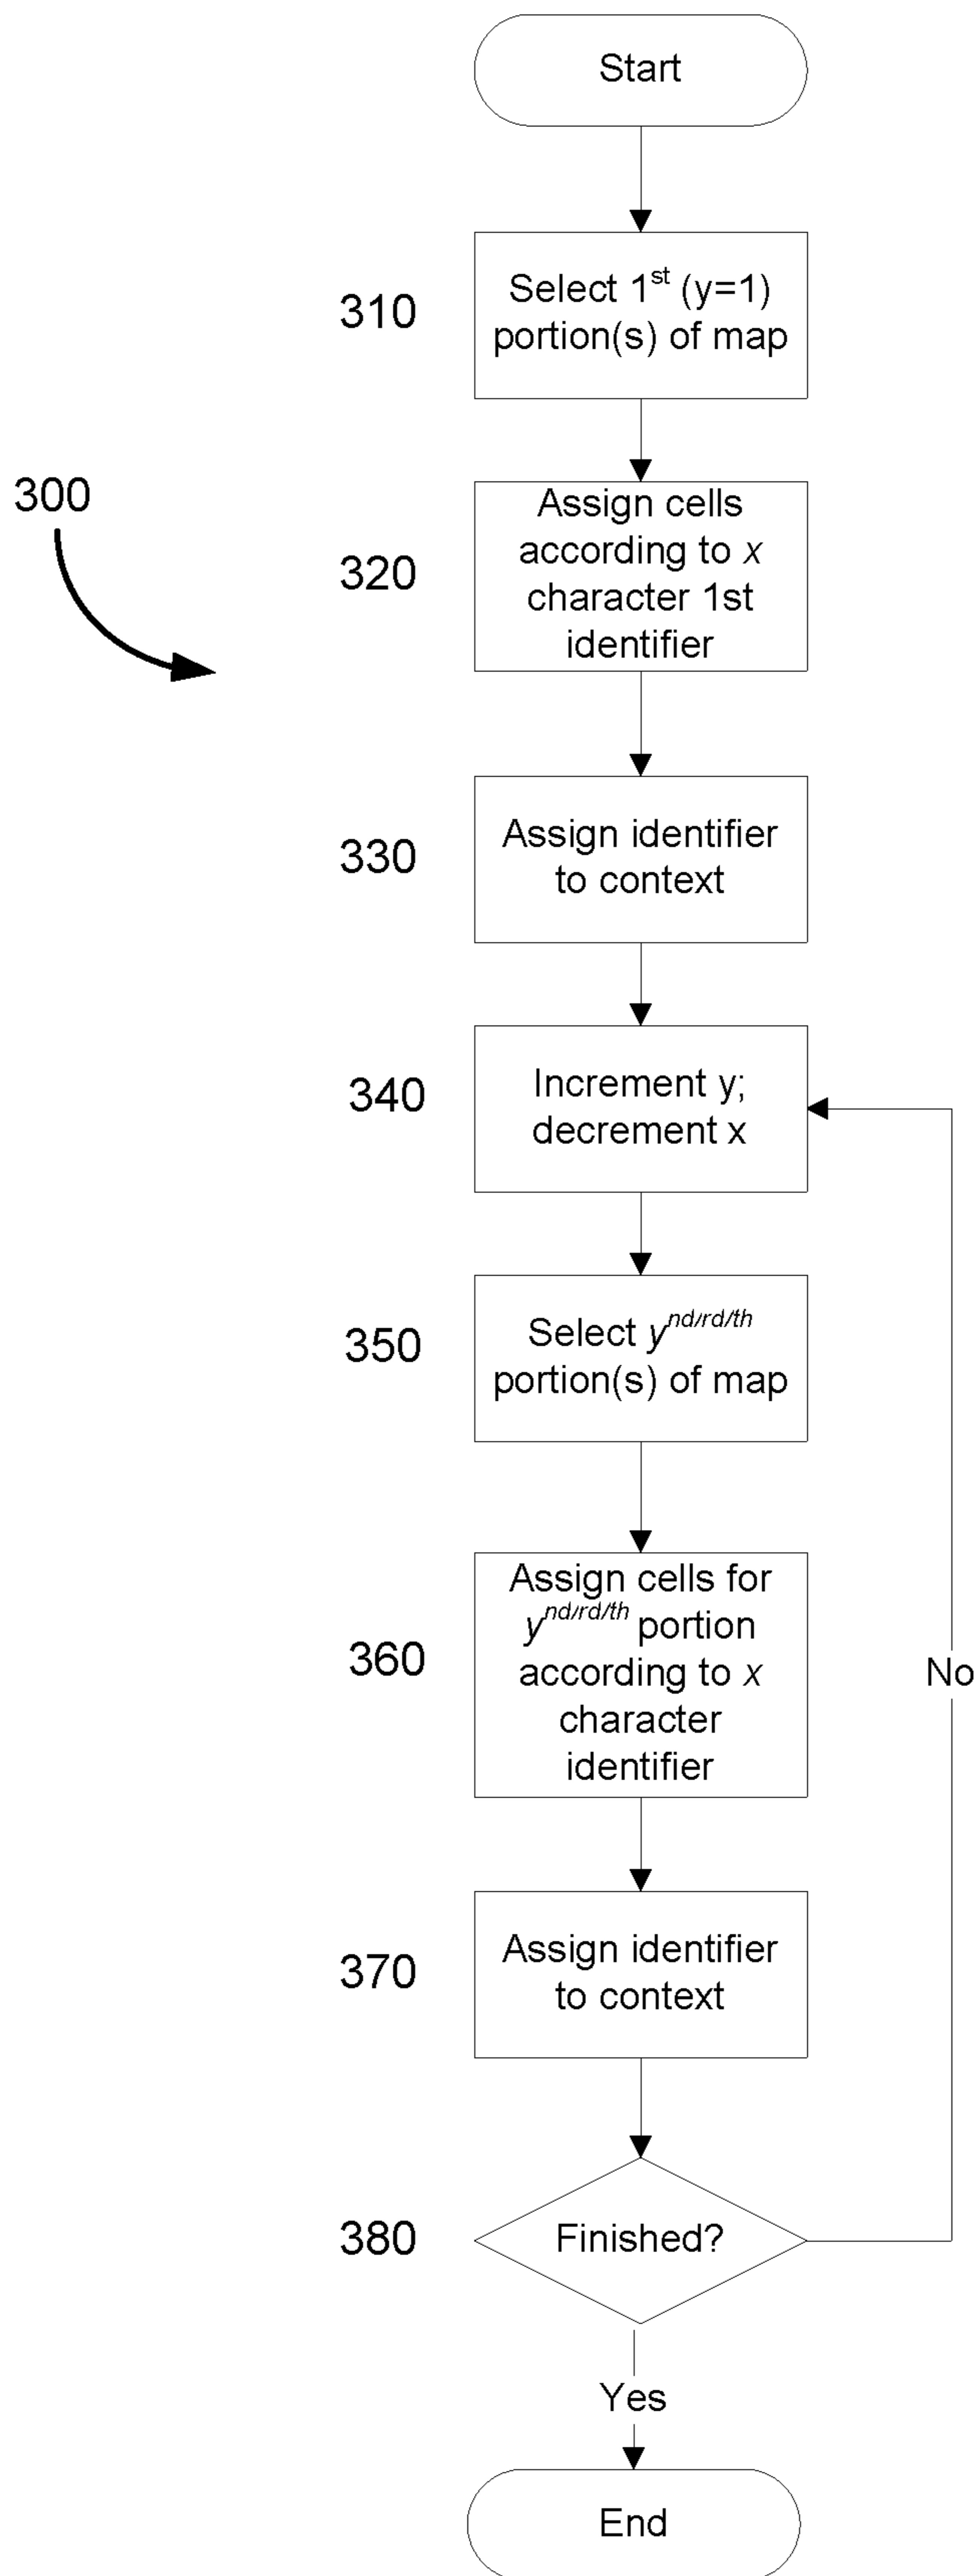 Start
310
Select 1st (y=1)
portion(s) of map
300
320
Assign cells
according to x
character 1st
identifier
330
Assign identifier
to context
340
Increment y;
decrement x
350
Select y nd/rd/th
portion(s) of map
360
Assign cells for
y nd/rd/th portion
according to x
character
identifier
No
370
Assign identifier
to context
380
Finished?
Yes
End